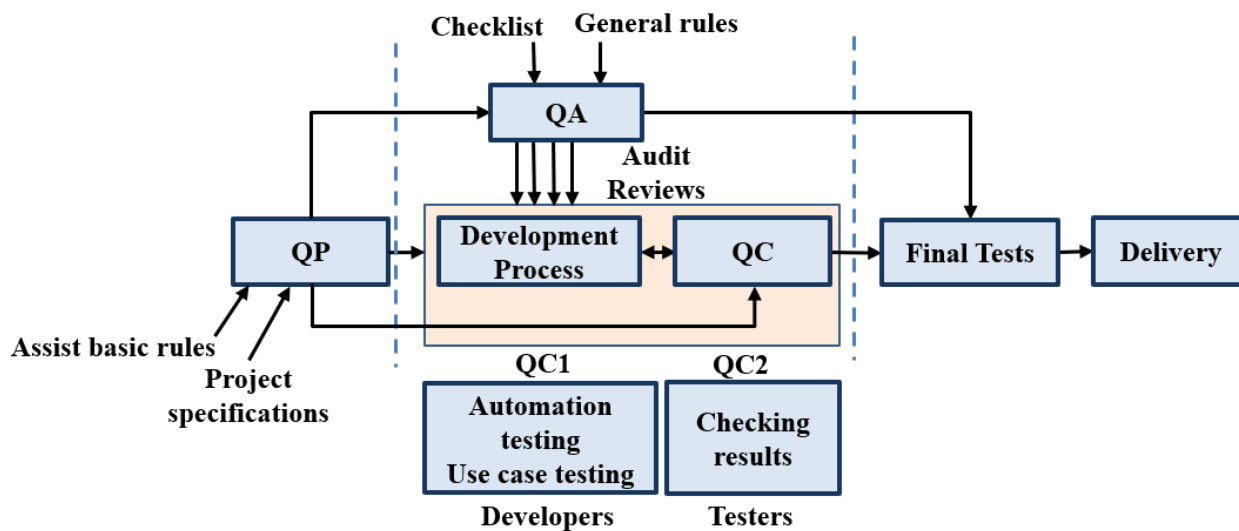 Checklist
General rules
QA
Audit
Reviews
QP
Development
Process
QC
Final Tests
Delivery
Assist basic rules
Project
specifications
QC1
QC2
Automation
testing
Use case testing
Checking
results
Developers
Testers